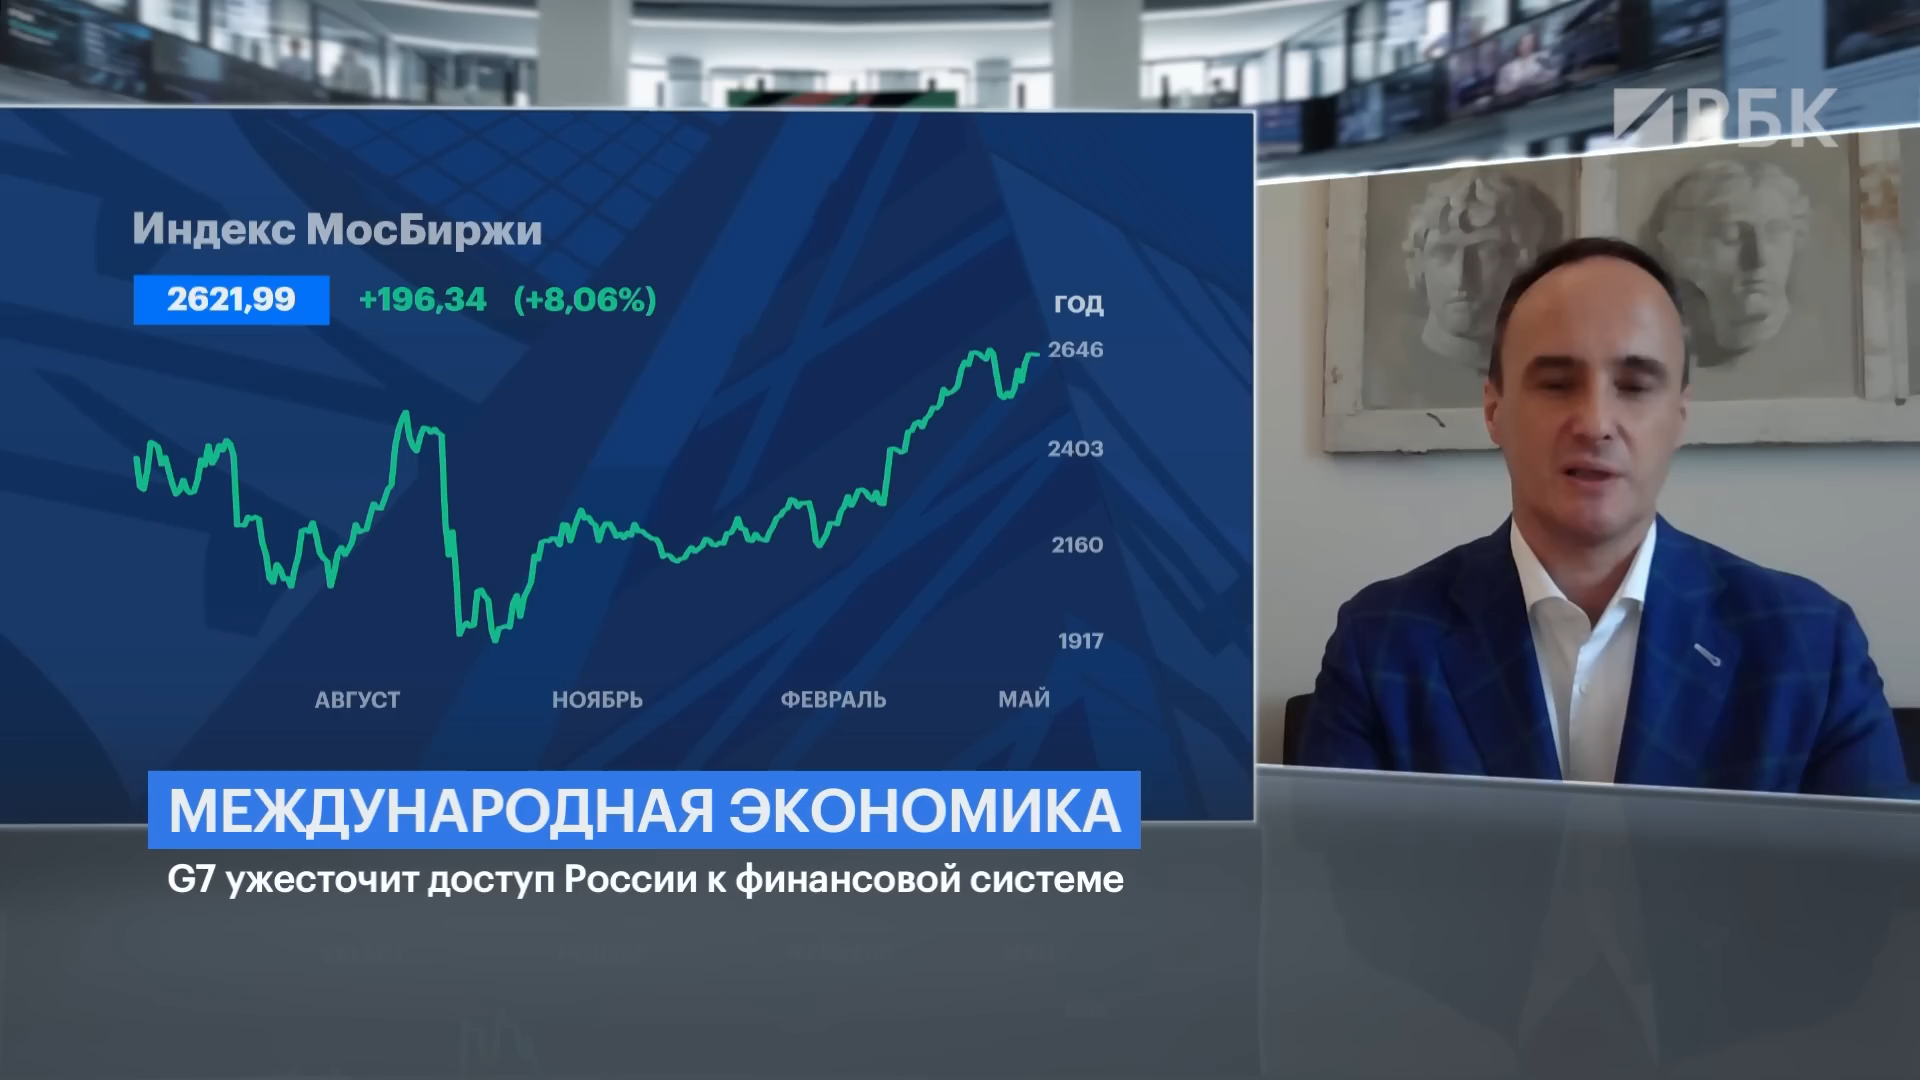 РБК
Индекс МосБиржи
2621,99 +196,34 (+8,06%)
ГОД
2646
2403
2160
1917
АВГУСТ НОЯБРЬ ФЕВРАЛЬ МАЙ
МЕЖДУНАРОДНАЯ ЭКОНОМИКА
G7 ужесточит доступ России к финансовой системе